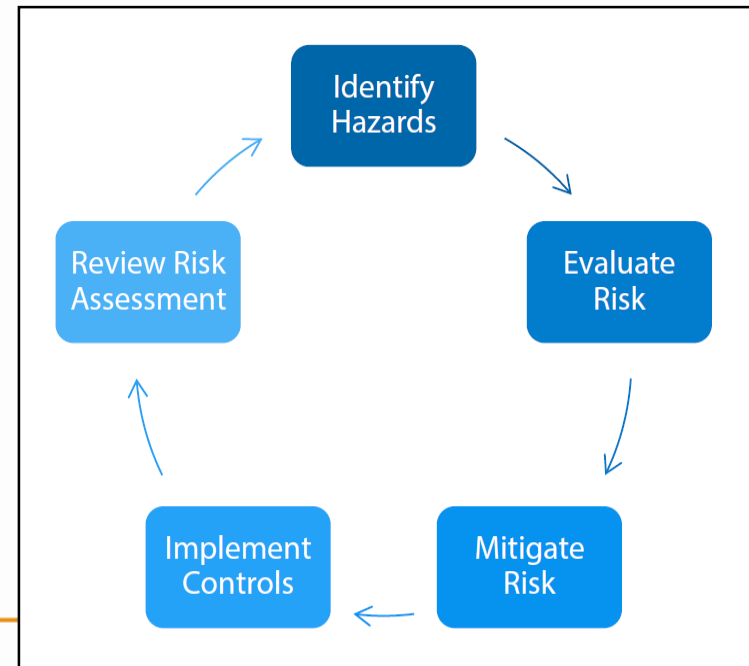 Identify
Hazards
Evaluate
Risk
Mitigate
Risk
Implement
Controls
Review Risk
Assessment